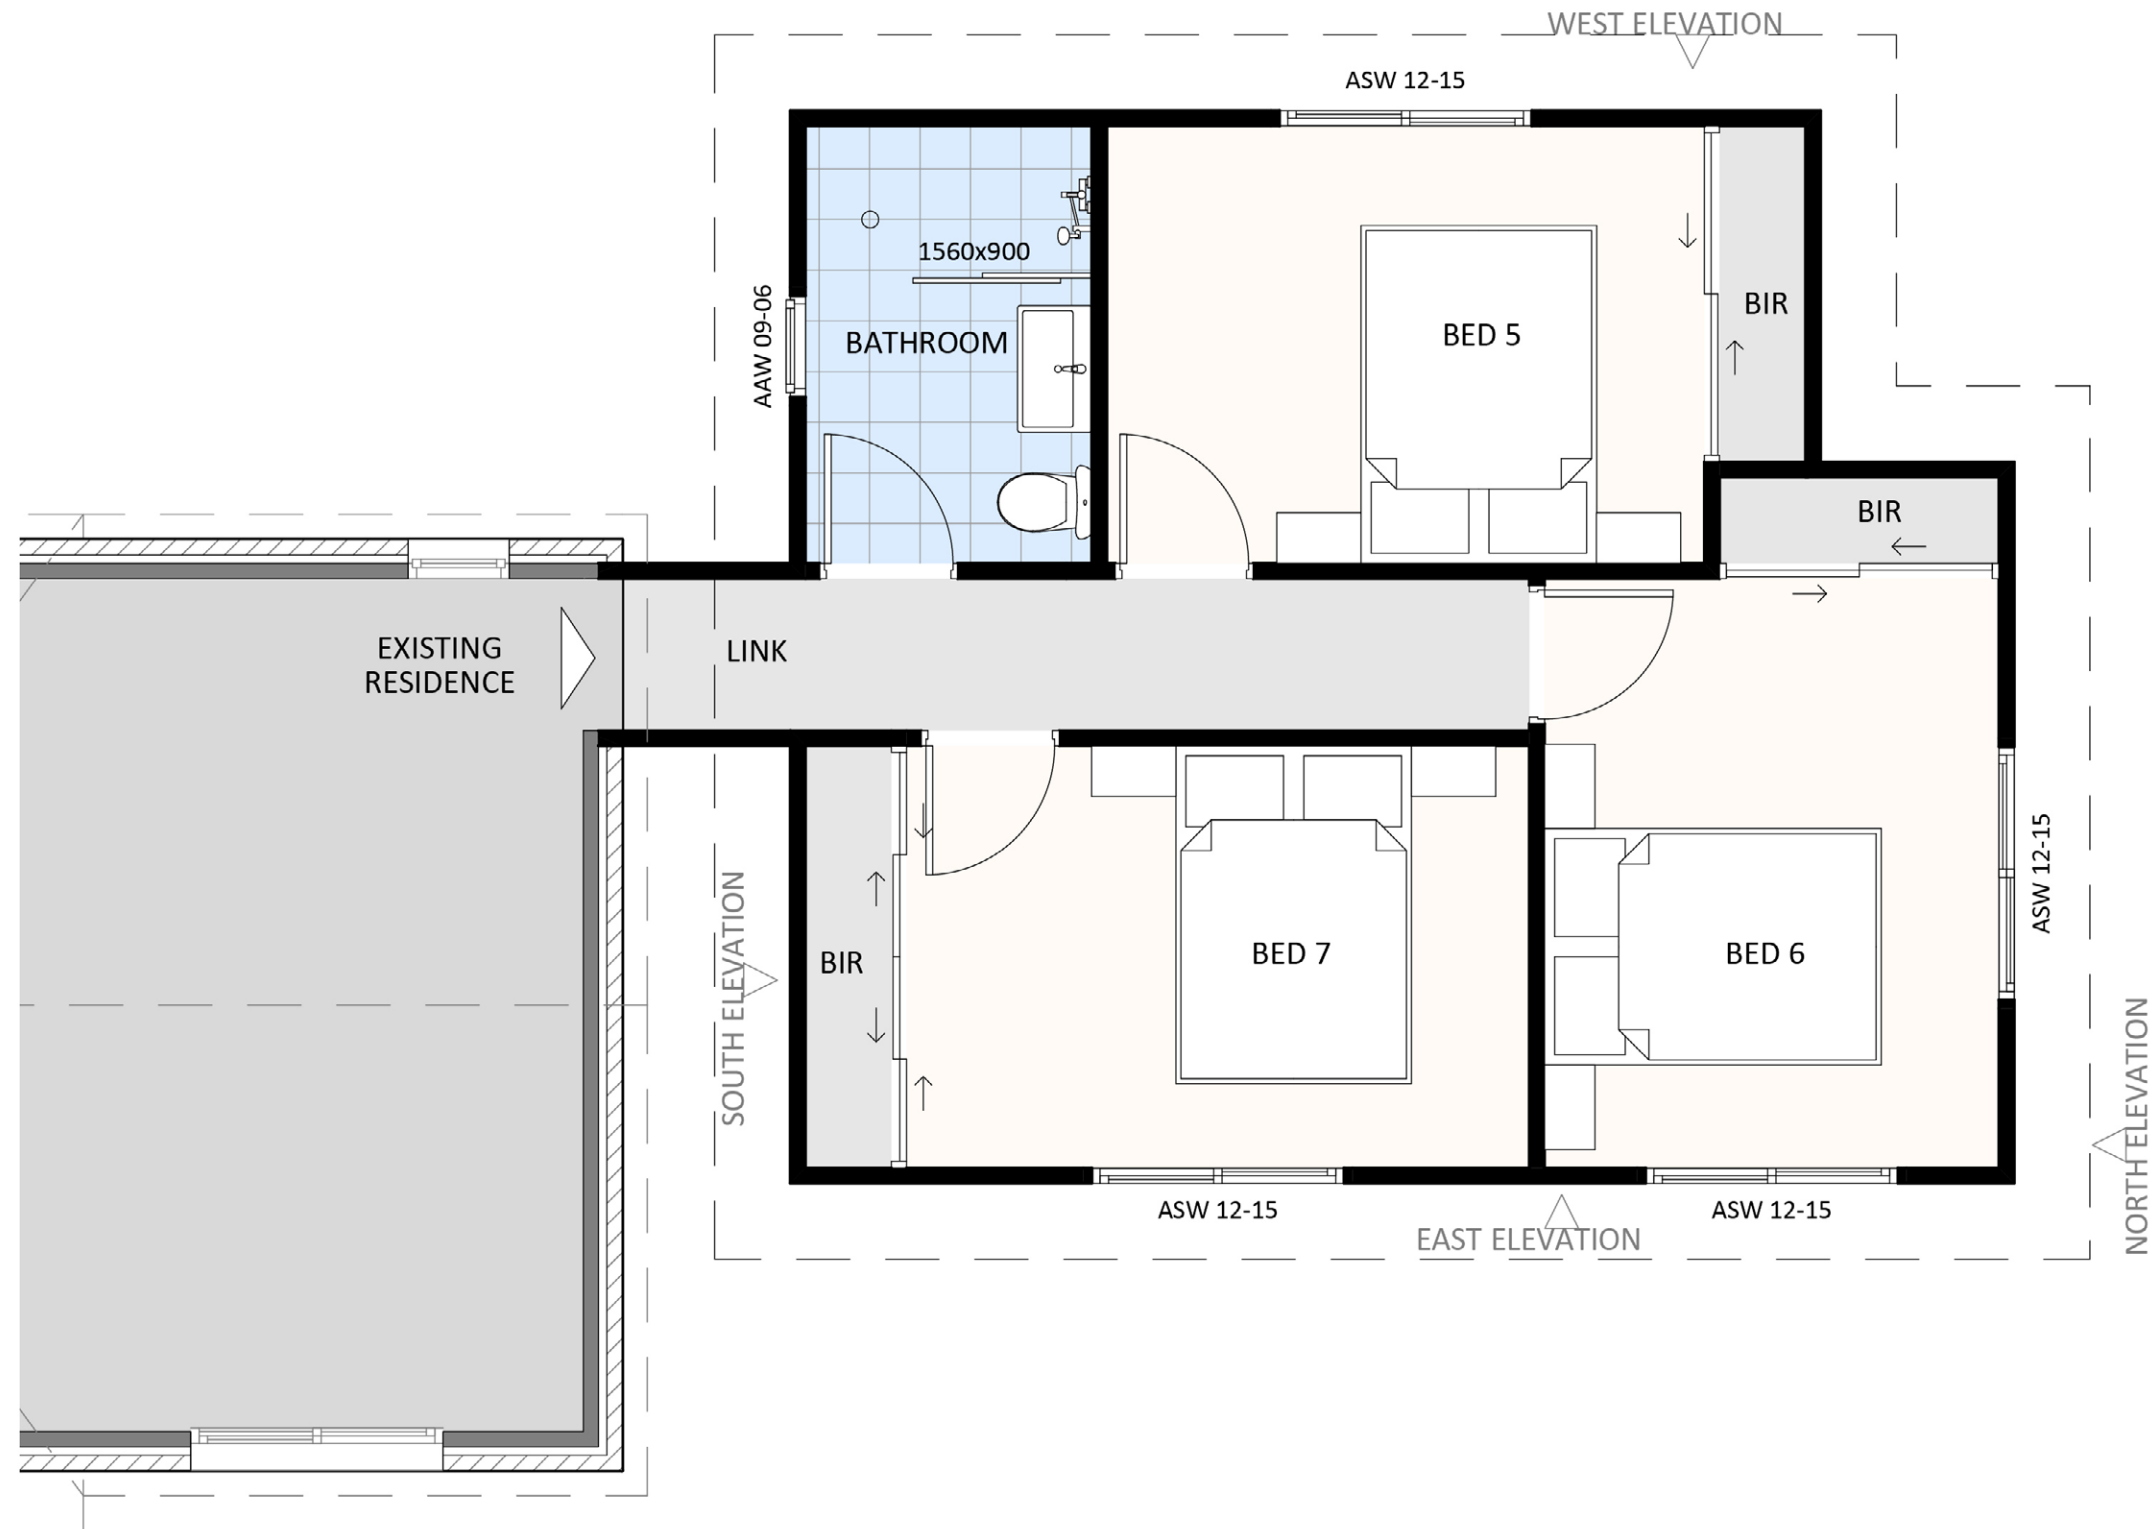 WEST ELEVATION
ASW 12-15
1560x900
AAW 09-06
BATHROOM
BED 5
BIR
BIR
EXISTING
RESIDENCE
LINK
ASW 12-15
SOUTH ELEVATION
BIR
BED 7
BED 6
NORTH ELEVATION
ASW 12-15
ASW 12-15
EAST ELEVATION